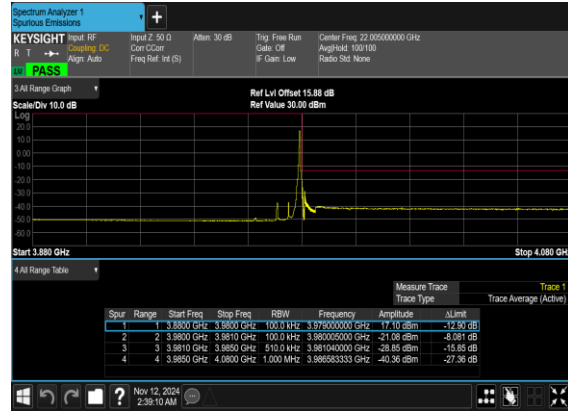 Spectrum Analyzer 1
Spurious Emissions
KEYSIGHT Input: RF Input Z: 50 Ω Atten: 30 dB Trig: Free Run Center Freq: 22.005000000 GHz
R T Coupling: DC Corr CCorr Gate: Off Avg|Hold: 100/100
Align: Auto Freq Ref: Int (S) IF Gain: Low Radio Std: None
PASS
3 All Range Graph Ref Lvl Offset 15.88 dB
Scale/Div 10.0 dB Ref Value 30.00 dBm
Log
20.0
10.0
0.00
-10.0
-20.0
-30.0
-40.0
-50.0
-60.0
Start 3.880 GHz Stop 4.080 GHz
4 All Range Table
Measure Trace Trace 1
Trace Type Trace Average (Active)
Spur Range Start Freq Stop Freq RBW Frequency Amplitude ΔLimit
1 1 3.8800 GHz 3.9800 GHz 100.0 kHz 3.979000000 GHz 17.10 dBm -12.90 dB
2 2 3.9800 GHz 3.9810 GHz 100.0 kHz 3.980005000 GHz -21.08 dBm -8.081 dB
3 3 3.9810 GHz 3.9850 GHz 510.0 kHz 3.981040000 GHz -28.85 dBm -15.85 dB
4 4 3.9850 GHz 4.0800 GHz 1.000 MHz 3.986583333 GHz -40.36 dBm -27.36 dB
Nov 12, 2024
2:39:10 AM